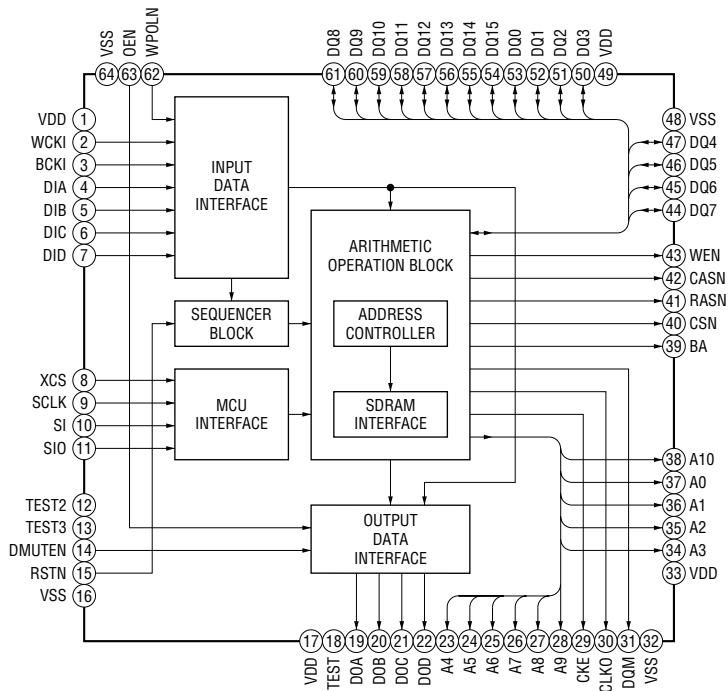 VSS
OEN
WPOLN
DQ8
DQ9
DQ10
DQ11
DQ12
DQ13
DQ14
DQ15
DQ0
DQ1
DQ2
DQ3
VDD
64 63 62
61 60 59 58 57 56 55 54 53 52 51 50 49
VDD 1
WCKI 2
BCKI 3
DIA 4
DIB 5
DIC 6
DID 7
XCS 8
SCLK 9
SI 10
SIO 11
TEST2 12
TEST3 13
DMUTEN 14
RSTN 15
VSS 16
INPUT
DATA
INTERFACE
SEQUENCER
BLOCK
MCU
INTERFACE
ARITHMETIC
OPERATION BLOCK
ADDRESS
CONTROLLER
SDRAM
INTERFACE
OUTPUT
DATA
INTERFACE
48 VSS
47 DQ4
46 DQ5
45 DQ6
44 DQ7
43 WEN
42 CASN
41 RASN
40 CSN
39 BA
38 A10
37 A0
36 A1
35 A2
34 A3
33 VDD
17 18 19 20 21 22 23 24 25 26 27 28 29 30 31 32
VDD
TEST
DOA
DOB
DOC
DOD
A4
A5
A6
A7
A8
A9
CKE
CLKO
DQM
VSS